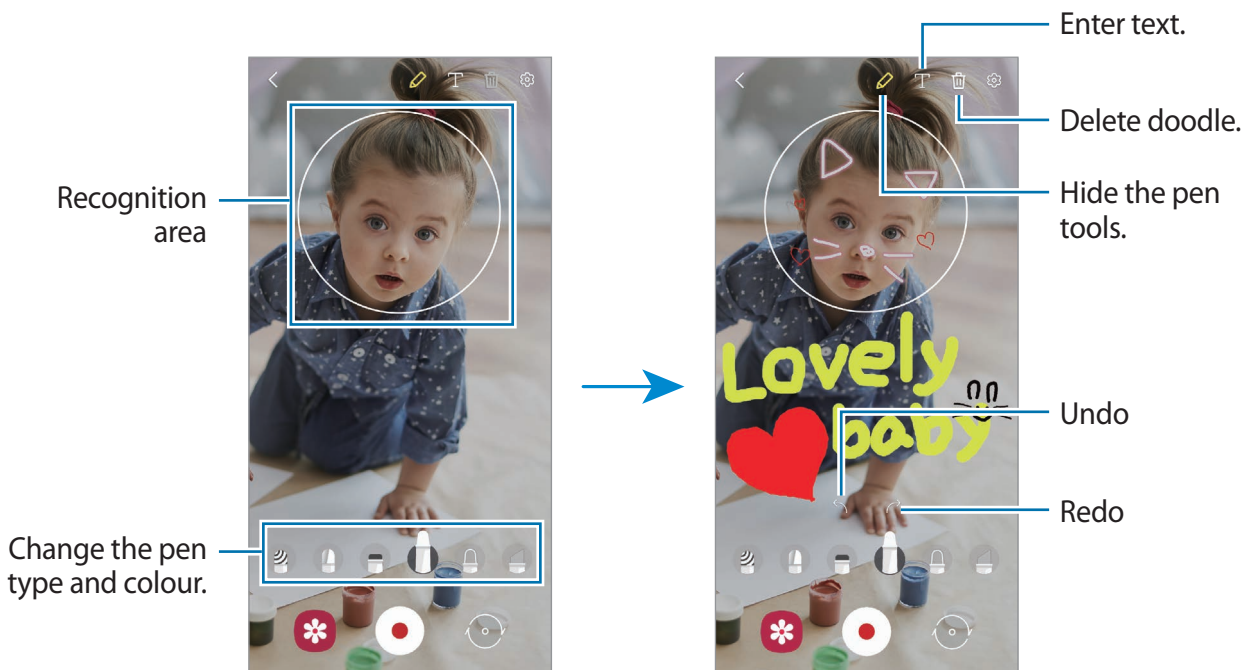 Enter text.
Delete doodle.
Recognition
area
Hide the pen
tools.
Lovely
baby
Undo
Redo
Change the pen
type and colour.
T
T